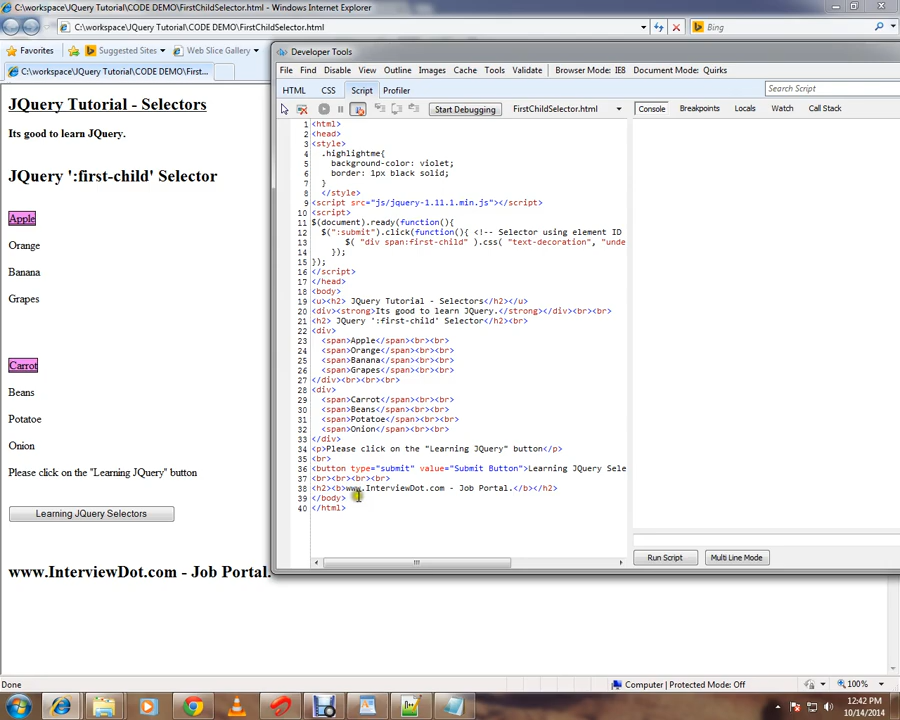 C:\workspace\JQuery Tutorial\CODE DEMO\FirstChildSelector.html - Windows Internet Explorer
C:\workspace\JQuery Tutorial\CODE DEMO\FirstChildSelector.html
Bing
Favorites
Suggested Sites
Web Slice Gallery
C:\workspace\JQuery Tutorial\CODE DEMO\First...
JQuery Tutorial - Selectors
Its good to learn JQuery.
JQuery ':first-child' Selector
Apple
Orange
Banana
Grapes
Carrot
Beans
Potatoe
Onion
Please click on the "Learning JQuery" button
Learning JQuery Selectors
www.InterviewDot.com - Job Portal.
Developer Tools
File Find Disable View Outline Images Cache Tools Validate Browser Mode: IE8 Document Mode: Quirks
HTML CSS Script Profiler
Search Script
Start Debugging FirstChildSelector.html
Console Breakpoints Locals Watch Call Stack
1 <html>
2 <head>
3 <style>
4 .highlightme{
5 background-color: violet;
6 border: 1px black solid;
7 }
8 </style>
9 <script src="js/jquery-1.11.1.min.js"></script>
10 <script>
11 $(document).ready(function(){
12 $(":submit").click(function(){ <!-- Selector using element ID
13 $( "div span:first-child" ).css( "text-decoration", "unde
14 });
15 });
16 </script>
17 </head>
18 <body>
19 <u><h2> JQuery Tutorial - Selectors</h2></u>
20 <div><strong>Its good to learn JQuery.</strong></div><br><br>
21 <h2> JQuery ':first-child' Selector</h2><br>
22 <div>
23 <span>Apple</span><br><br>
24 <span>Orange</span><br><br>
25 <span>Banana</span><br><br>
26 <span>Grapes</span><br><br>
27 </div><br><br><br>
28 <div>
29 <span>Carrot</span><br><br>
30 <span>Beans</span><br><br>
31 <span>Potatoe</span><br><br>
32 <span>Onion</span><br><br>
33 </div>
34 <p>Please click on the "Learning JQuery" button</p>
35 <br>
36 <button type="submit" value="Submit Button">Learning JQuery Sele
37 <br><br><br><br>
38 <h2><b>www.InterviewDot.com - Job Portal.</b></h2>
39 </body>
40 </html>
Run Script Multi Line Mode
Done
Computer | Protected Mode: Off
100%
12:42 PM
10/14/2014